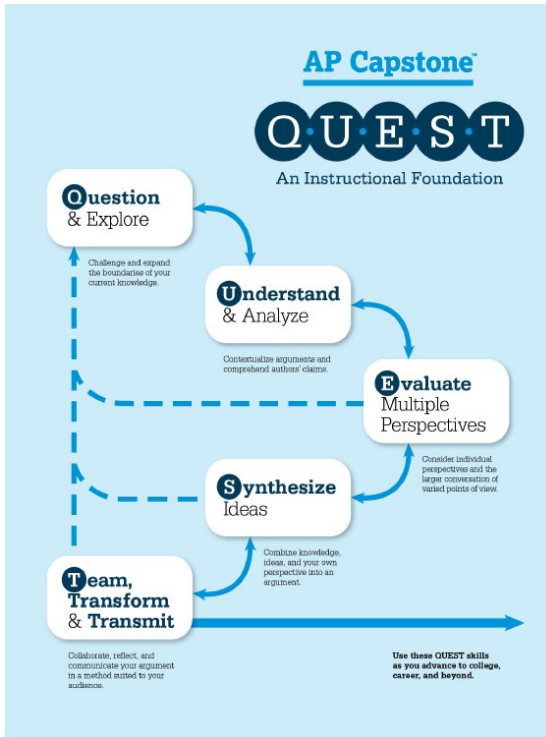 AP Capstone™
Q·U·E·S·T
An Instructional Foundation
Question
& Explore
Challenge and expand
the boundaries of your
current knowledge.
Understand
& Analyze
Contextualize arguments and
comprehend authors' claims.
Evaluate
Multiple
Perspectives
Consider individual
perspectives and the
larger conversation of
varied points of view.
Synthesize
Ideas
Combine knowledge,
ideas, and your own
perspective into an
argument.
Team,
Transform
& Transmit
Collaborate, reflect, and
communicate your argument
in a method suited to your
audience.
Use these QUEST skills
as you advance to college,
career, and beyond.